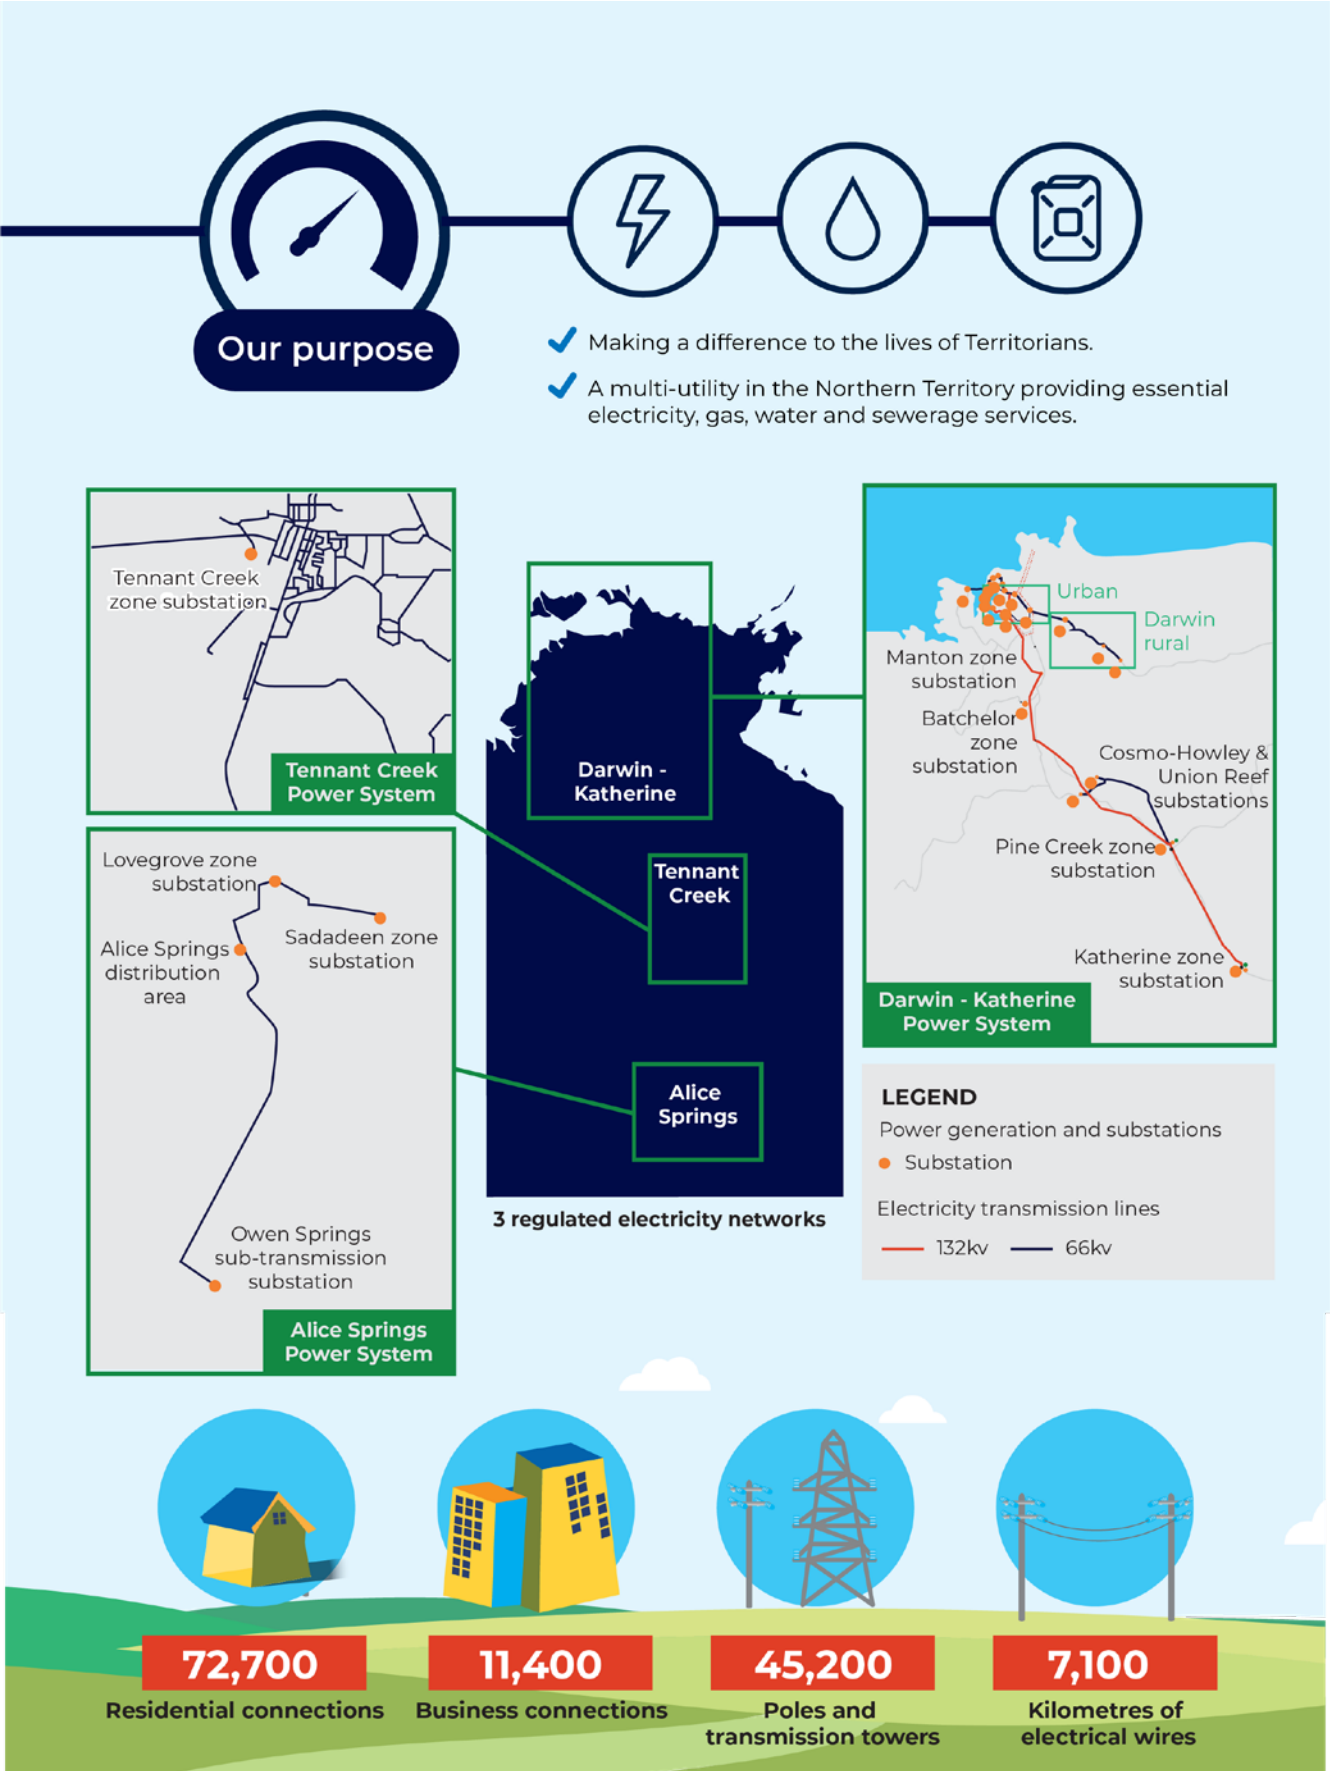 Our purpose
Making a difference to the lives of Territorians.
A multi-utility in the Northern Territory providing essential
electricity, gas, water and sewerage services.
Tennant Creek
zone substation
Tennant Creek
Power System
Lovegrove zone
substation
Sadadeen zone
substation
Alice Springs
distribution
area
Owen Springs
sub-transmission
substation
Alice Springs
Power System
Darwin -
Katherine
Tennant
Creek
Alice
Springs
3 regulated electricity networks
Urban
Darwin
rural
Manton zone
substation
Batchelor
zone
substation
Cosmo-Howley &
Union Reef
substations
Pine Creek zone
substation
Katherine zone
substation
Darwin - Katherine
Power System
LEGEND
Power generation and substations
Substation
Electricity transmission lines
132kv 66kv
72,700
Residential connections
11,400
Business connections
45,200
Poles and
transmission towers
7,100
Kilometres of
electrical wires